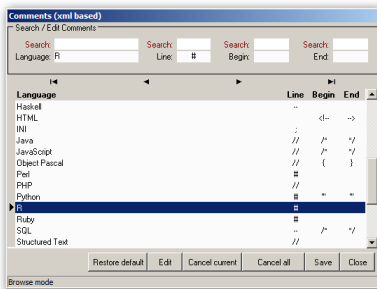 Comments (xml based)
Search / Edit Comments
Search: Search: Search: Search:
Language: R Line: # Begin: End:
Language Line Begin End
Haskell --
HTML <!-- -->
INI ;
Java // /* */
JavaScript // /* */
Object Pascal // { }
Perl #
PHP //
Python # ''' '''
R #
Ruby #
SQL -- /* */
Structured Text //
Restore default Edit Cancel current Cancel all Save Close
Browse mode